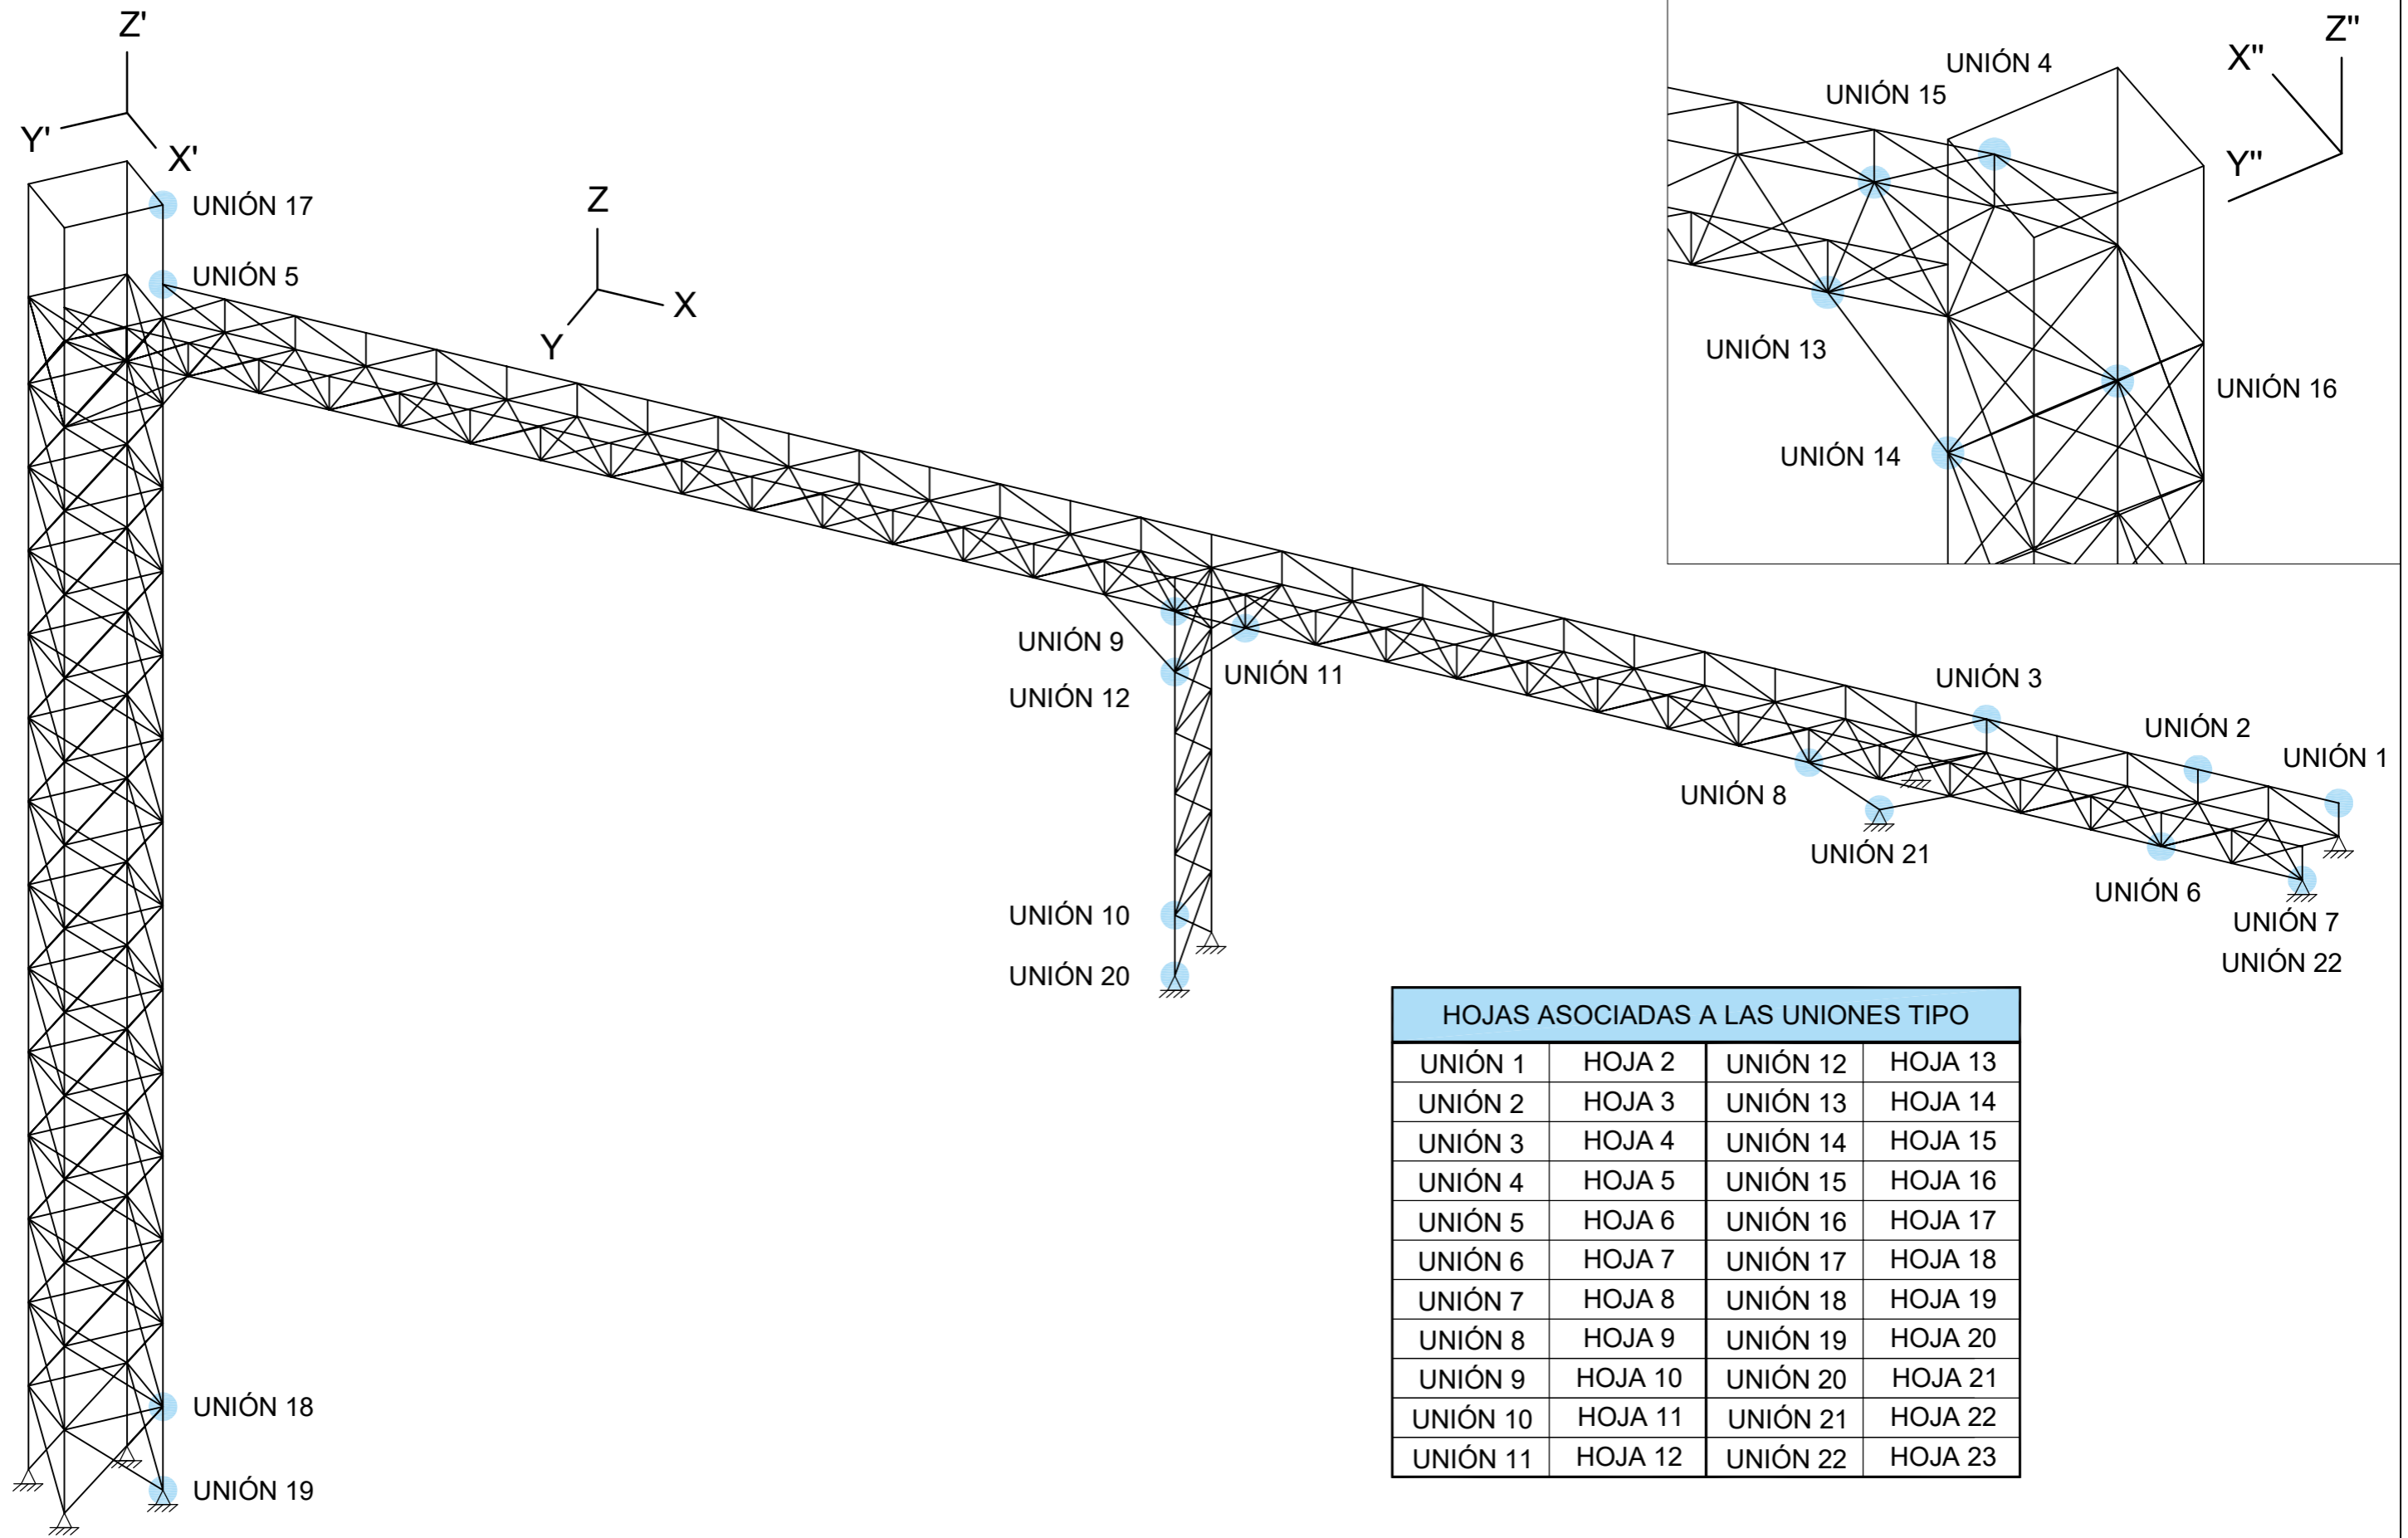 Z'
Y'
X'
UNIÓN 17
UNIÓN 5
Z
X
Y
UNIÓN 4
UNIÓN 15
X''
Z''
Y''
UNIÓN 13
UNIÓN 16
UNIÓN 14
UNIÓN 9
UNIÓN 11
UNIÓN 12
UNIÓN 3
UNIÓN 2
UNIÓN 1
UNIÓN 8
UNIÓN 21
UNIÓN 6
UNIÓN 7
UNIÓN 22
UNIÓN 10
UNIÓN 20
UNIÓN 18
UNIÓN 19
HOJAS ASOCIADAS A LAS UNIONES TIPO
UNIÓN 1 HOJA 2 UNIÓN 12 HOJA 13
UNIÓN 2 HOJA 3 UNIÓN 13 HOJA 14
UNIÓN 3 HOJA 4 UNIÓN 14 HOJA 15
UNIÓN 4 HOJA 5 UNIÓN 15 HOJA 16
UNIÓN 5 HOJA 6 UNIÓN 16 HOJA 17
UNIÓN 6 HOJA 7 UNIÓN 17 HOJA 18
UNIÓN 7 HOJA 8 UNIÓN 18 HOJA 19
UNIÓN 8 HOJA 9 UNIÓN 19 HOJA 20
UNIÓN 9 HOJA 10 UNIÓN 20 HOJA 21
UNIÓN 10 HOJA 11 UNIÓN 21 HOJA 22
UNIÓN 11 HOJA 12 UNIÓN 22 HOJA 23